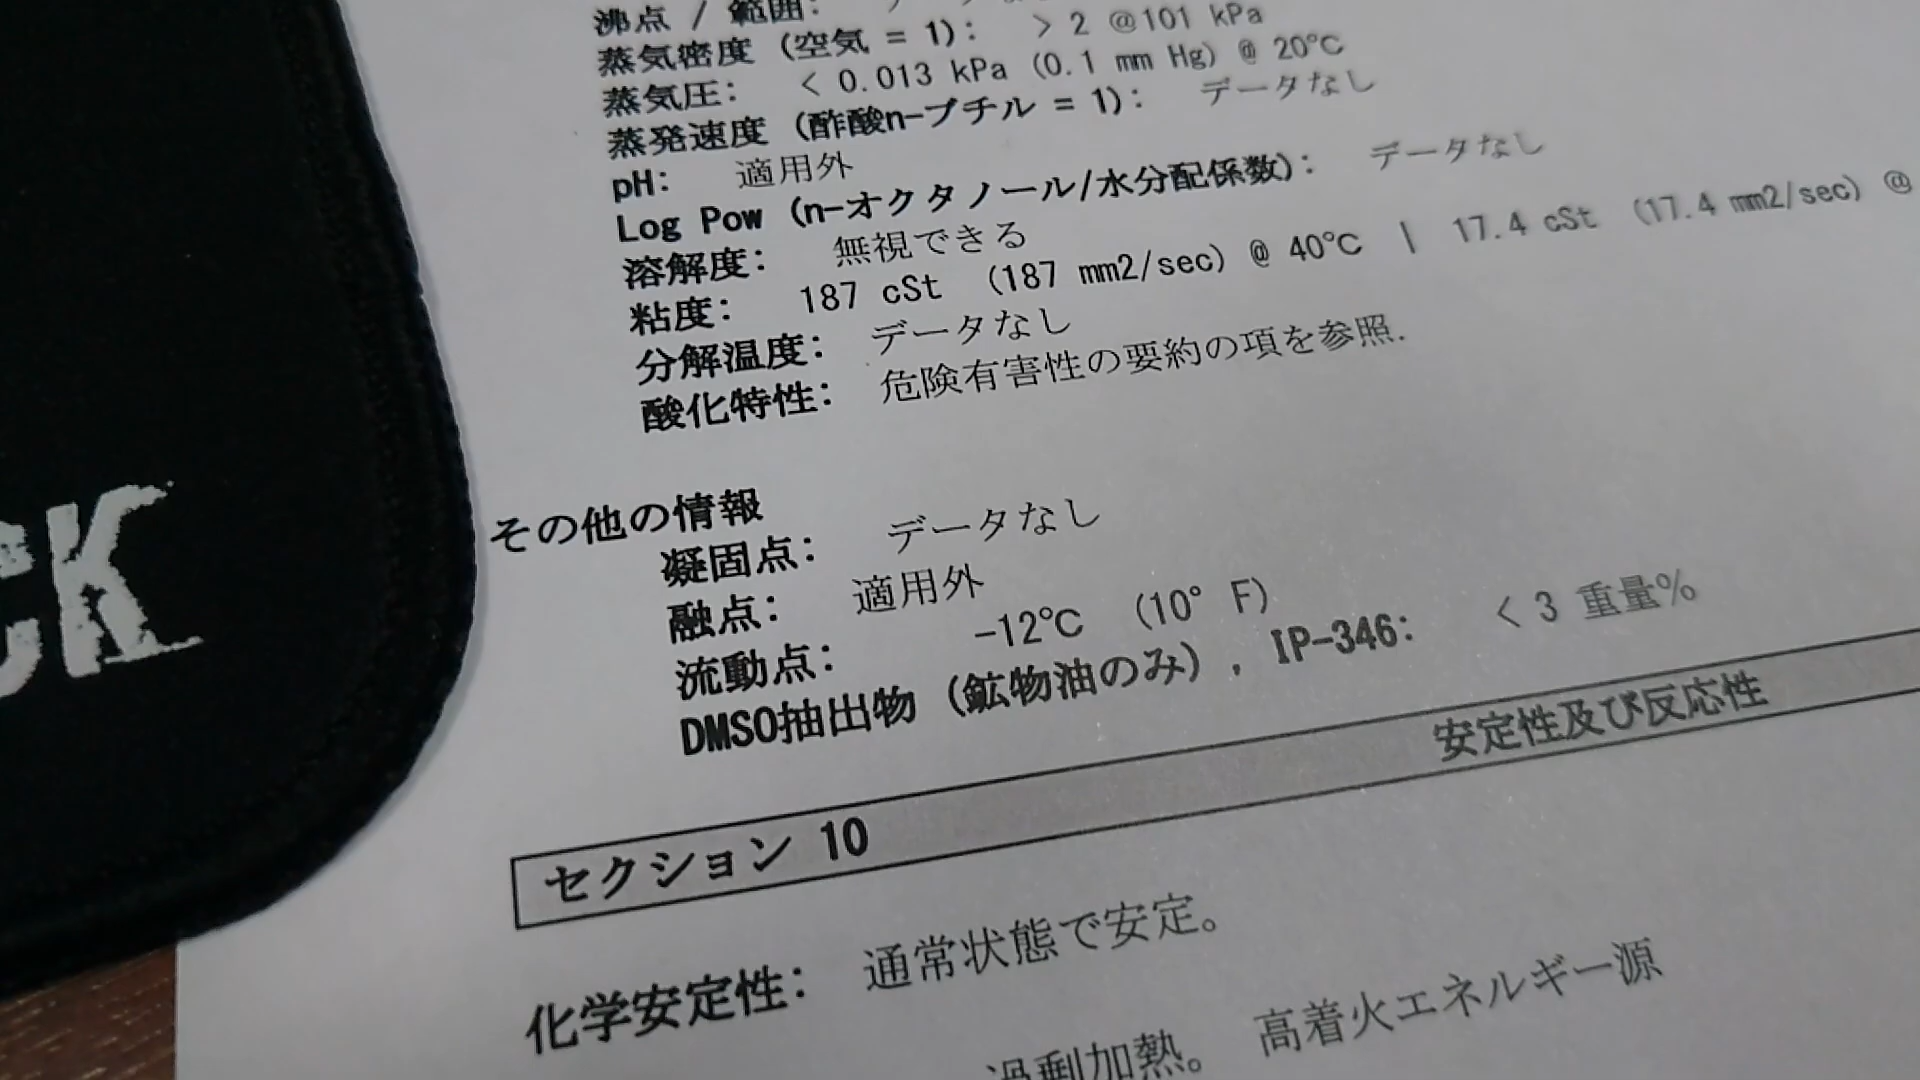 沸点 / 範囲:
蒸気密度 (空気 = 1): > 2 @101 kPa
蒸気圧: < 0.013 kPa (0.1 mm Hg) @ 20°C
蒸発速度 (酢酸n-ブチル = 1): データなし
pH: 適用外
Log Pow (n-オクタノール/水分配係数): データなし
溶解度: 無視できる
粘度: 187 cSt (187 mm2/sec) @ 40°C | 17.4 cSt (17.4 mm2/sec) @
分解温度: データなし
酸化特性: 危険有害性の要約の項を参照.
その他の情報
凝固点: データなし
融点: 適用外
流動点: -12°C (10° F)
DMSO抽出物 (鉱物油のみ), IP-346: < 3 重量%
セクション 10 安定性及び反応性
化学安定性: 通常状態で安定。
過剰加熱。 高着火エネルギー源
CK